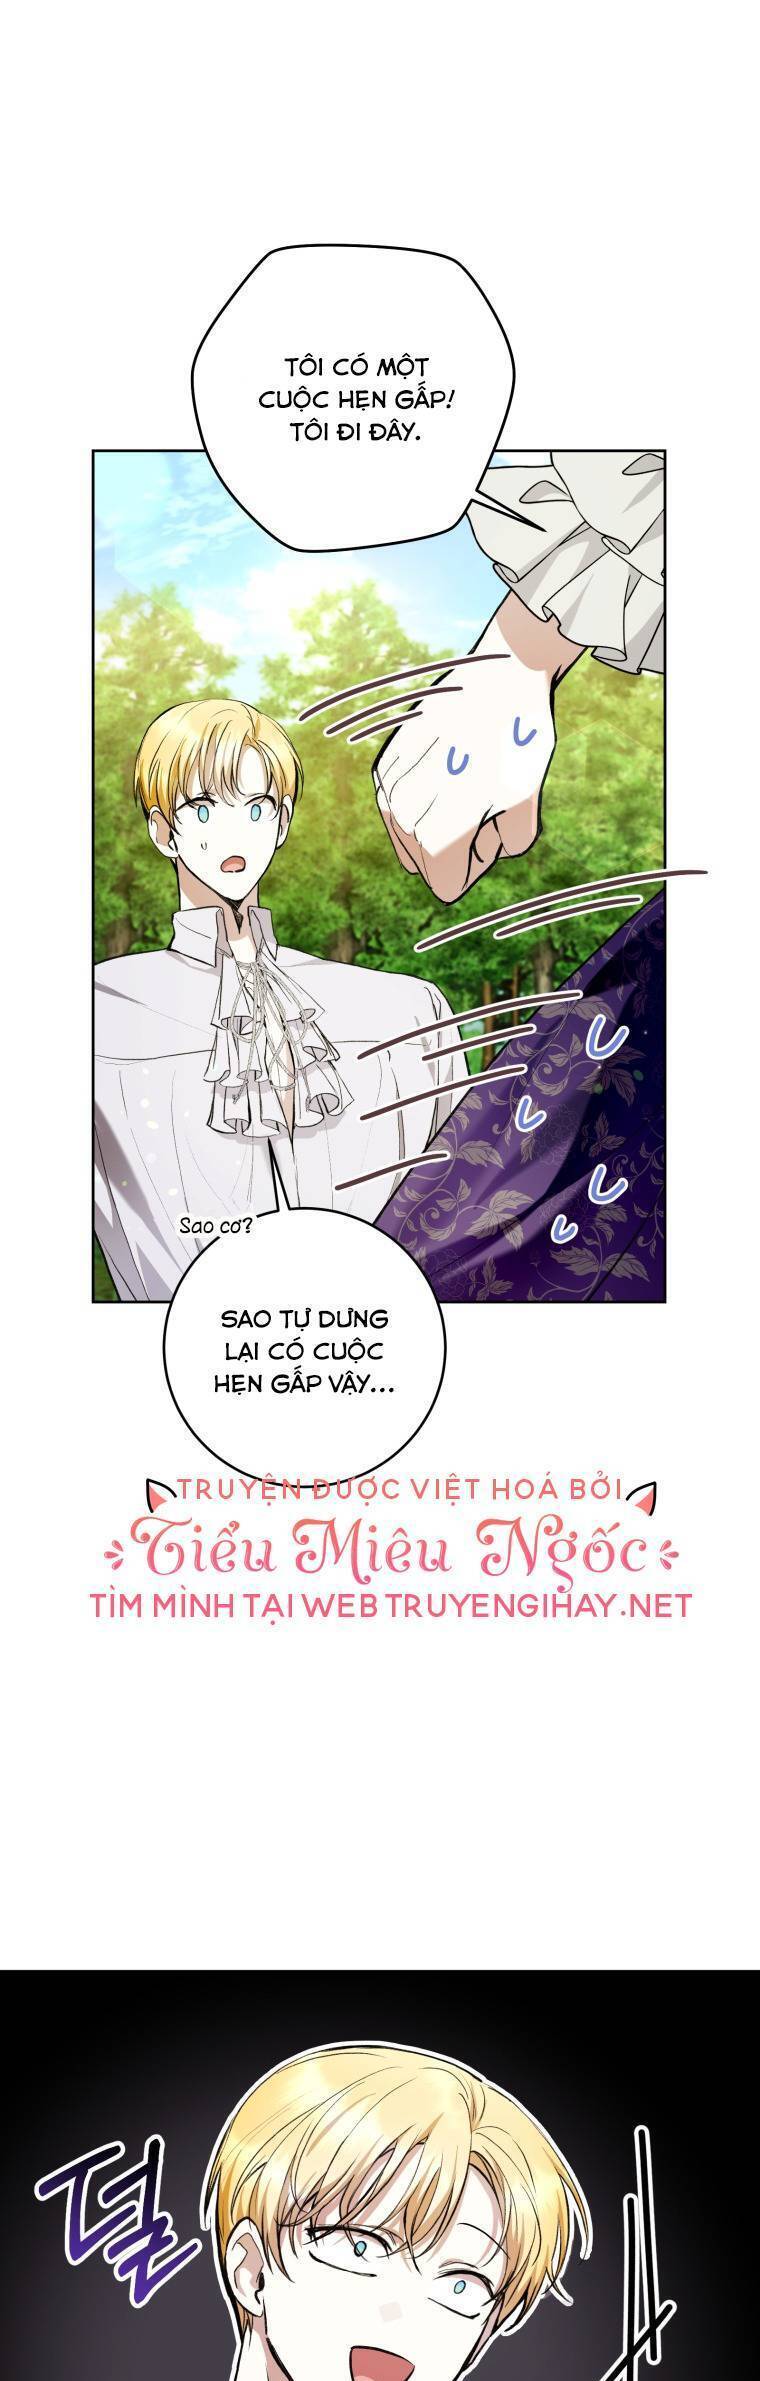 TÔI CÓ MỘT
CUỘC HẸN GẤP!
TÔI ĐI ĐÂY.
Sao cơ?
SAO TỰ DƯNG
LẠI CÓ CUỘC
HẸN GẤP VẬY...
TRUYỆN ĐƯỢC VIỆT HOÁ BỞI
Tiểu Miêu Ngốc
TÌM MÌNH TẠI WEB TRUYENGIHAY.NET
덜